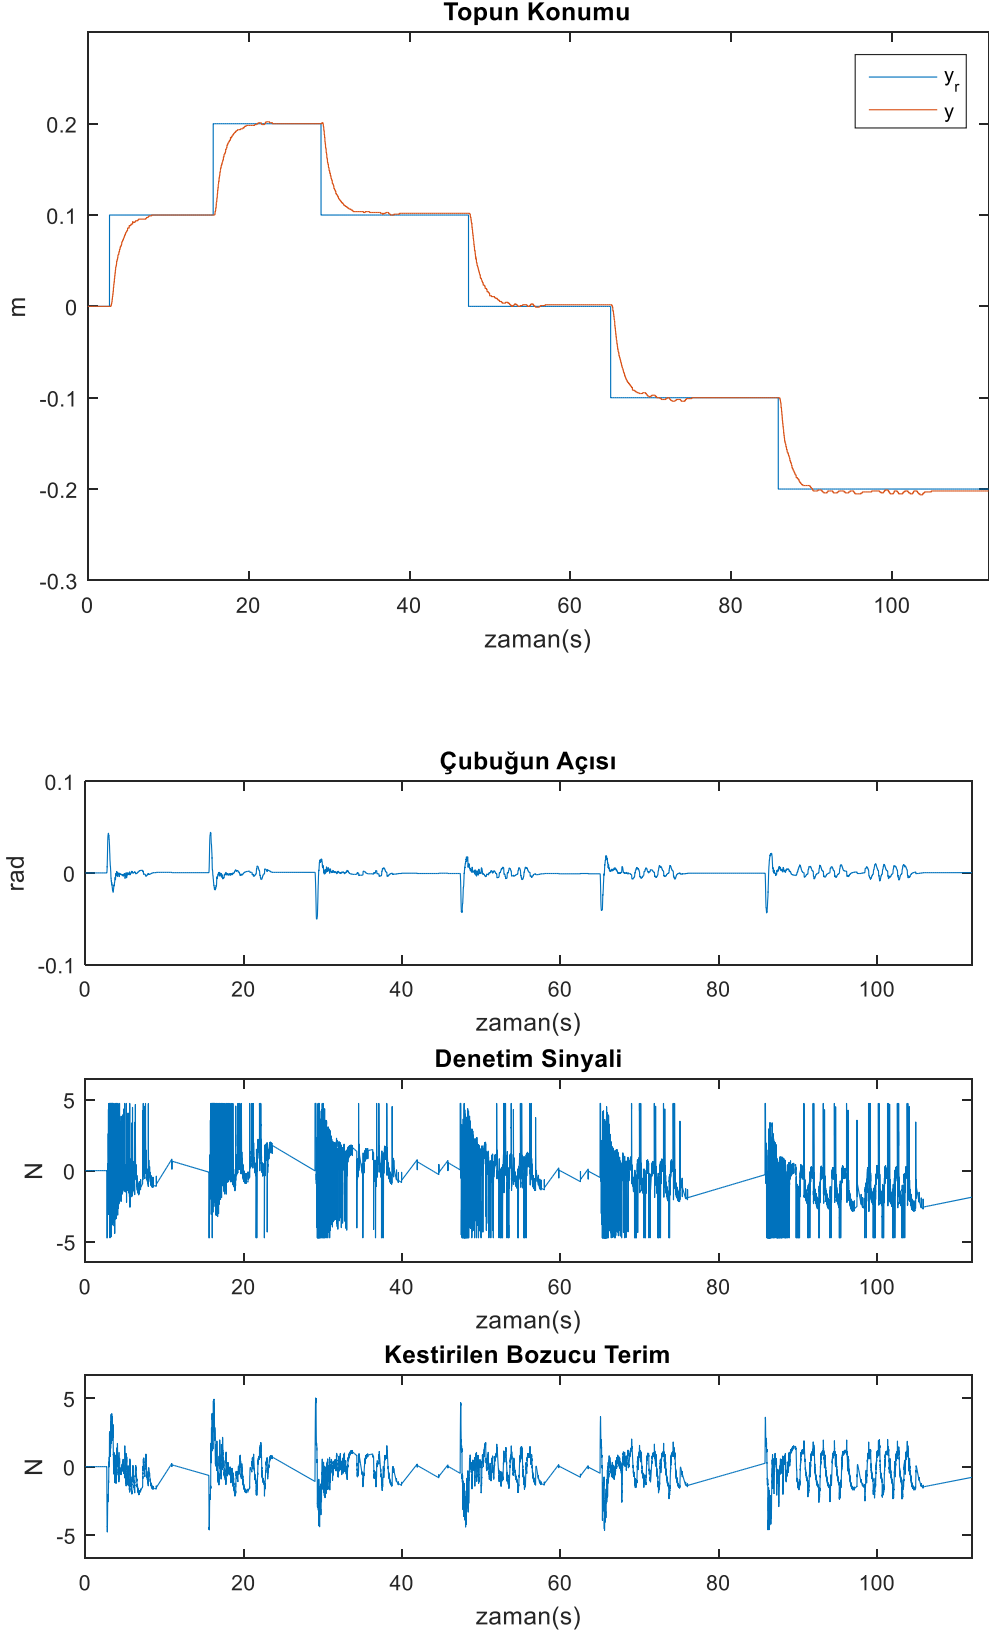 Topun Konumu
y_r
y
0.2
0.1
0
-0.1
-0.2
-0.3
m
0 20 40 60 80 100
zaman(s)
Çubuğun Açısı
0.1
0
-0.1
rad
0 20 40 60 80 100
zaman(s)
Denetim Sinyali
5
0
-5
N
0 20 40 60 80 100
zaman(s)
Kestirilen Bozucu Terim
5
0
-5
N
0 20 40 60 80 100
zaman(s)